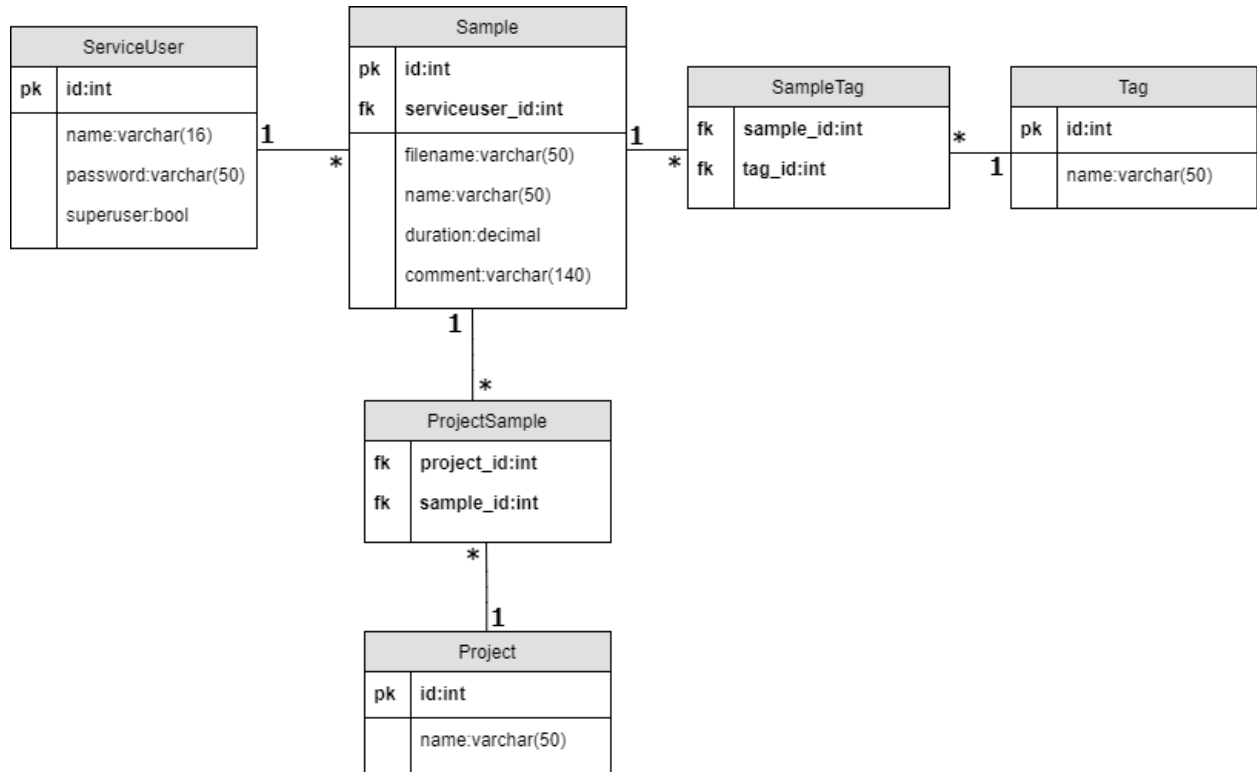 ServiceUser
pk id:int
name:varchar(16)
password:varchar(50)
superuser:bool
1
*
Sample
pk id:int
fk serviceuser_id:int
filename:varchar(50)
name:varchar(50)
duration:decimal
comment:varchar(140)
1
*
SampleTag
fk sample_id:int
fk tag_id:int
*
1
Tag
pk id:int
name:varchar(50)
1
*
ProjectSample
fk project_id:int
fk sample_id:int
*
1
Project
pk id:int
name:varchar(50)